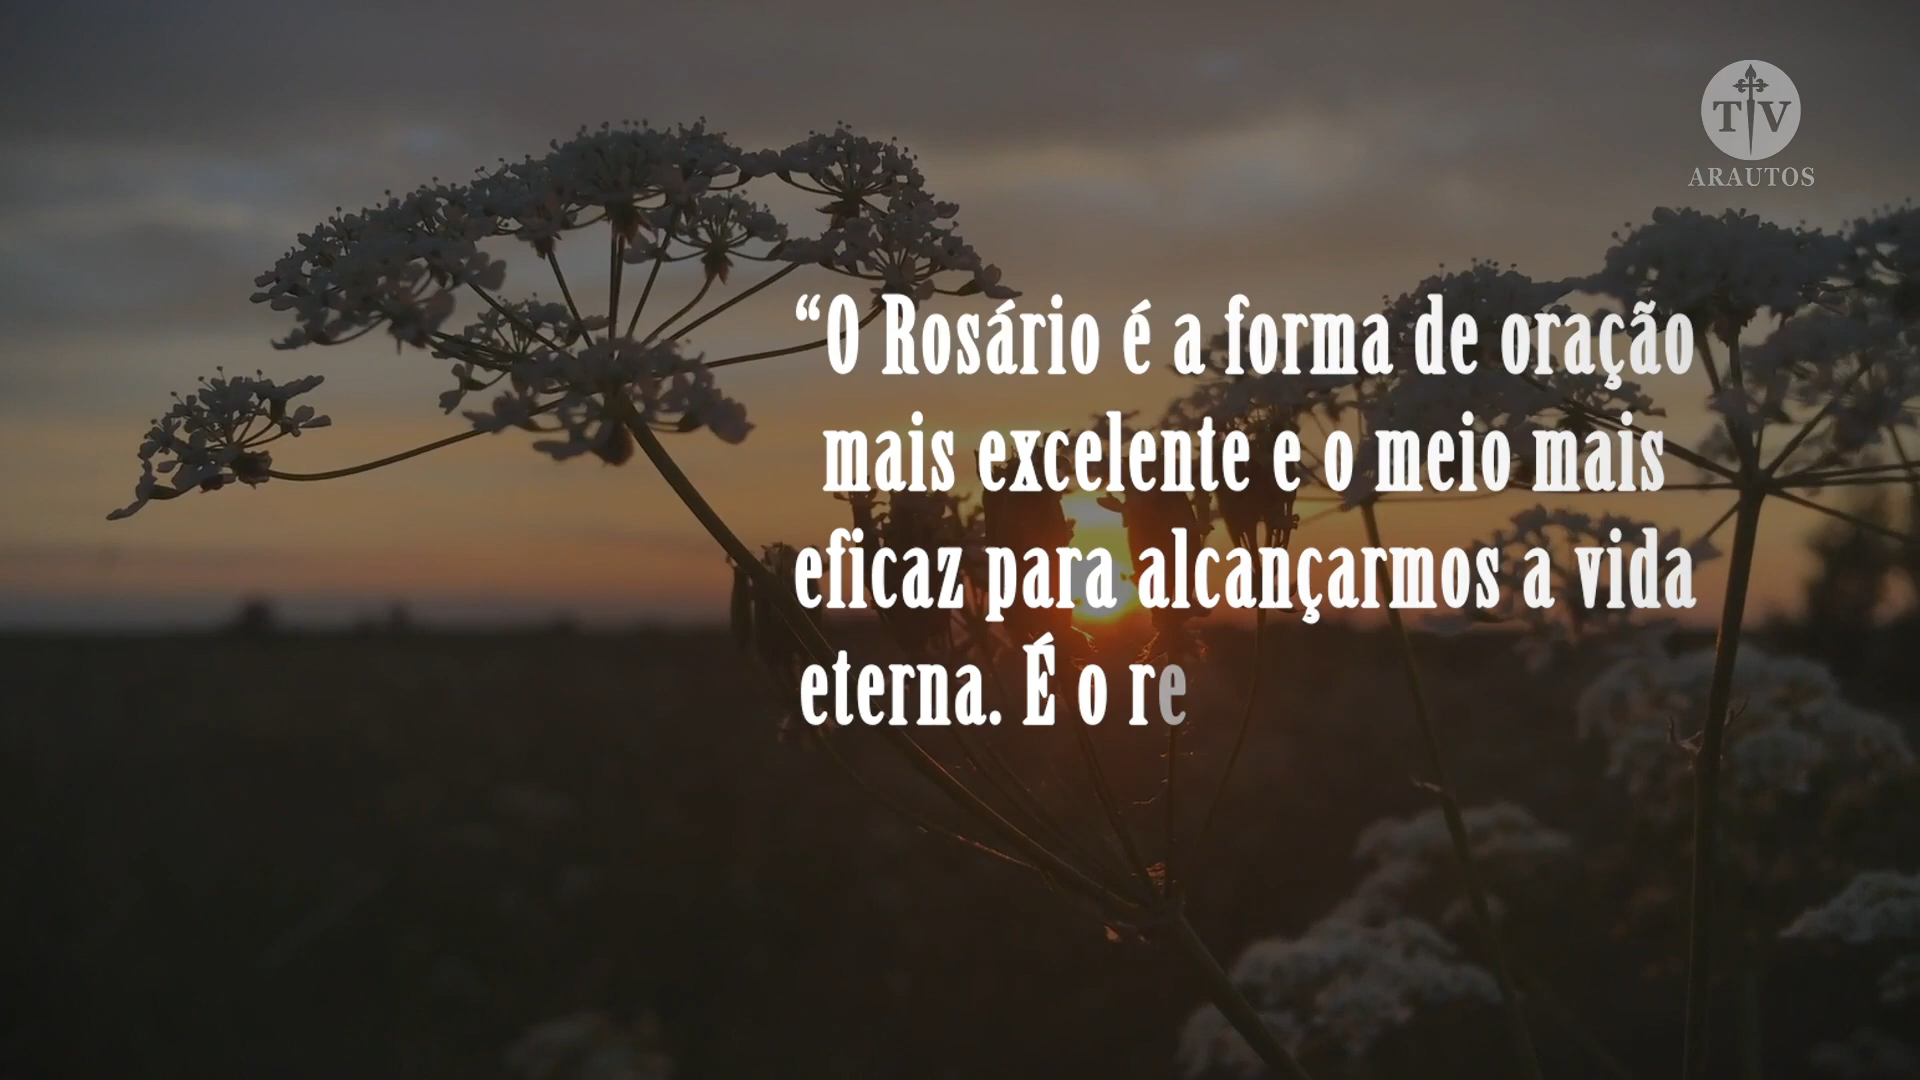 TV
ARAUTOS
“O Rosário é a forma de oração
mais excelente e o meio mais
eficaz para alcançarmos a vida
eterna. É o re